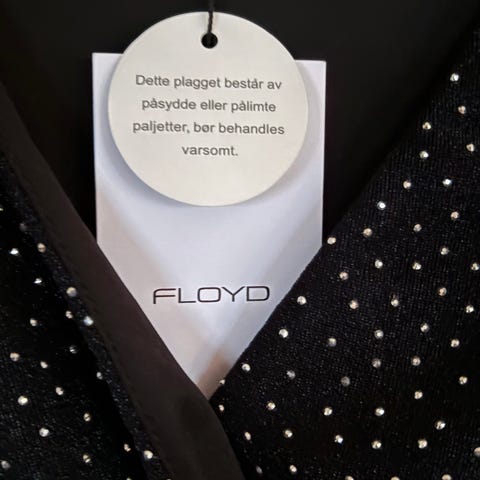 Dette plagget består av
påsydde eller pålimte
paljetter, bør behandles
varsomt.
FLOYD